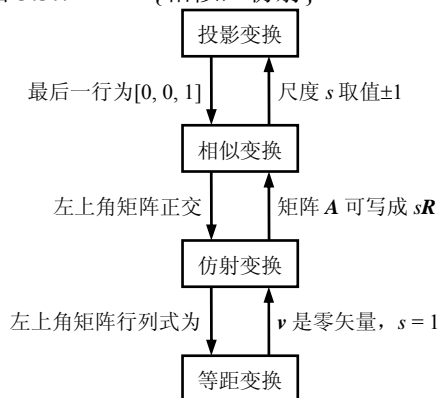 投影变换
最后一行为[0, 0, 1] 尺度 s 取值±1
相似变换
左上角矩阵正交 矩阵 A 可写成 sR
仿射变换
左上角矩阵行列式为 v 是零矢量，s = 1
等距变换